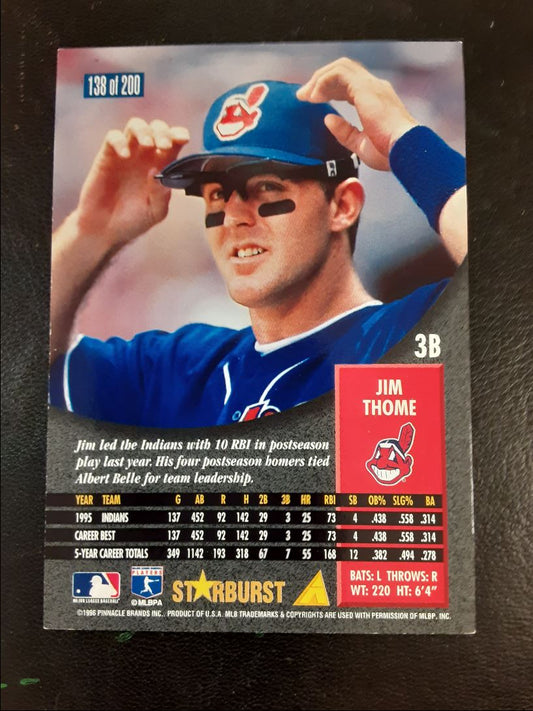 138 of 200
3B
JIM
THOME
Jim led the Indians with 10 RBI in postseason
play last year. His four postseason homers tied
Albert Belle for team leadership.
YEAR TEAM G AB R H 2B 3B HR RBI SB OB% SLG% BA
1995 INDIANS 137 452 92 142 29 3 25 73 4 .438 .558 .314
CAREER BEST 137 452 92 142 29 3 25 73 4 .438 .558 .314
5-YEAR CAREER TOTALS 349 1142 193 318 67 7 55 168 12 .382 .494 .278
BATS: L THROWS: R
WT: 220 HT: 6'4"
MAJOR LEAGUE BASEBALL
PLAYERS
©MLBPA
STARBURST
©1996 PINNACLE BRANDS INC. PRODUCT OF U.S.A. MLB TRADEMARKS & COPYRIGHTS ARE USED WITH PERMISSION OF MLBP, INC.